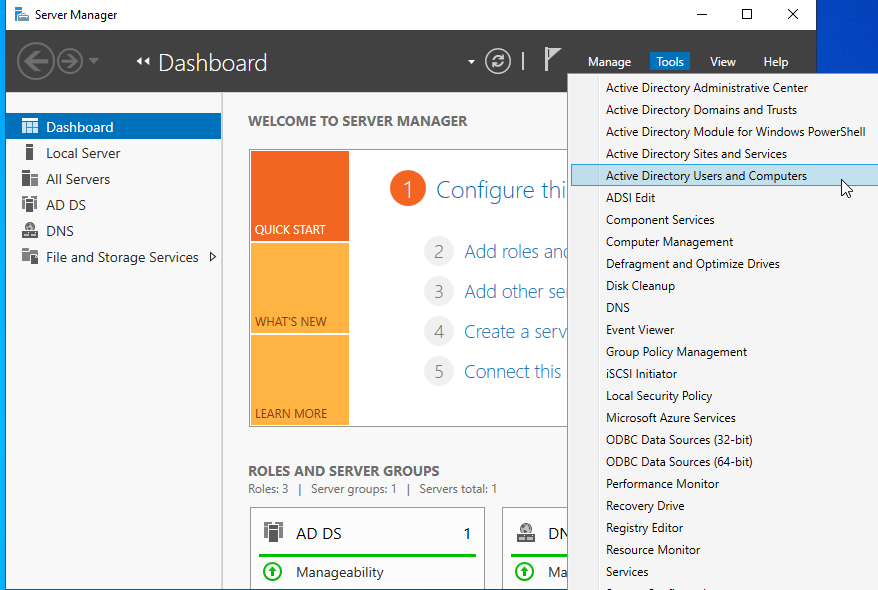 Server Manager
Dashboard
Manage Tools View Help
Dashboard
Local Server
All Servers
AD DS
DNS
File and Storage Services
WELCOME TO SERVER MANAGER
QUICK START
WHAT'S NEW
LEARN MORE
1 Configure thi
2 Add roles and
3 Add other se
4 Create a serv
5 Connect this
ROLES AND SERVER GROUPS
Roles: 3 | Server groups: 1 | Servers total: 1
AD DS 1
Manageability
DN
Ma
Active Directory Administrative Center
Active Directory Domains and Trusts
Active Directory Module for Windows PowerShell
Active Directory Sites and Services
Active Directory Users and Computers
ADSI Edit
Component Services
Computer Management
Defragment and Optimize Drives
Disk Cleanup
DNS
Event Viewer
Group Policy Management
iSCSI Initiator
Local Security Policy
Microsoft Azure Services
ODBC Data Sources (32-bit)
ODBC Data Sources (64-bit)
Performance Monitor
Recovery Drive
Registry Editor
Resource Monitor
Services